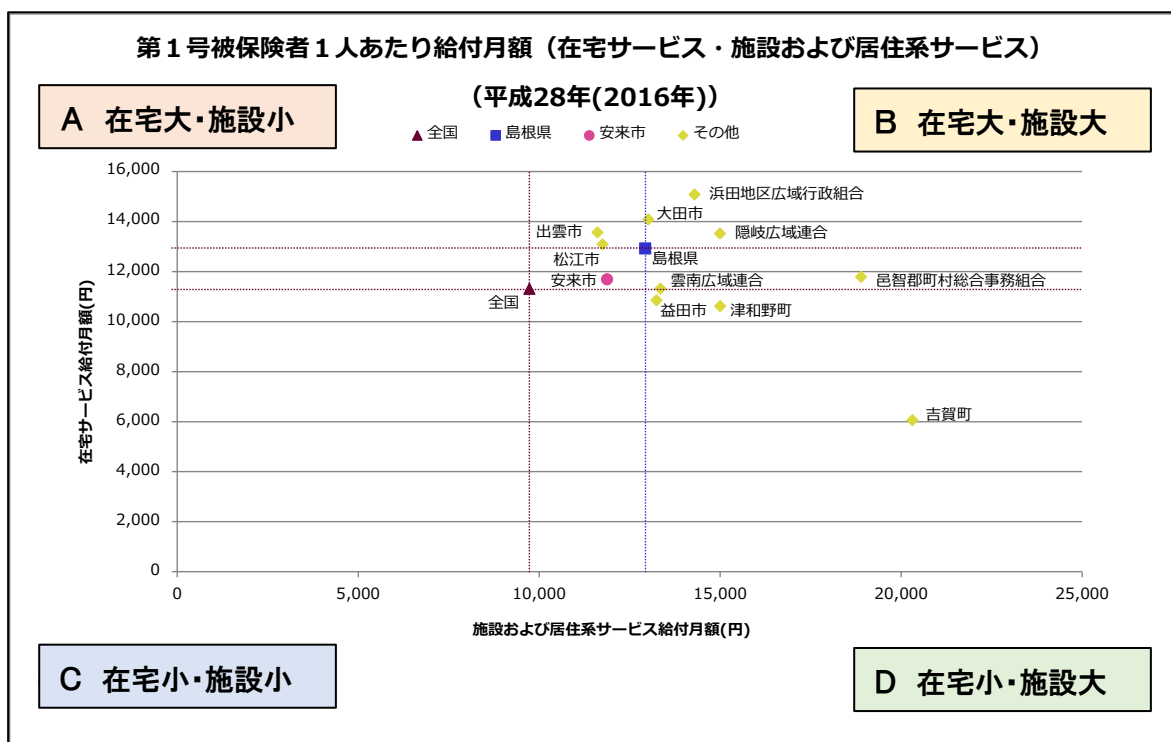 第１号被保険者１人あたり給付月額（在宅サービス・施設および居住系サービス）
（平成28年(2016年)）
A 在宅大・施設小
B 在宅大・施設大
全国 島根県 安来市 その他
16,000
14,000
12,000
10,000
8,000
6,000
4,000
2,000
0
在宅サービス給付月額(円)
浜田地区広域行政組合
大田市
出雲市
隠岐広域連合
松江市
島根県
安来市
雲南広域連合
邑智郡町村総合事務組合
全国
益田市
津和野町
吉賀町
0 5,000 10,000 15,000 20,000 25,000
施設および居住系サービス給付月額(円)
C 在宅小・施設小
D 在宅小・施設大